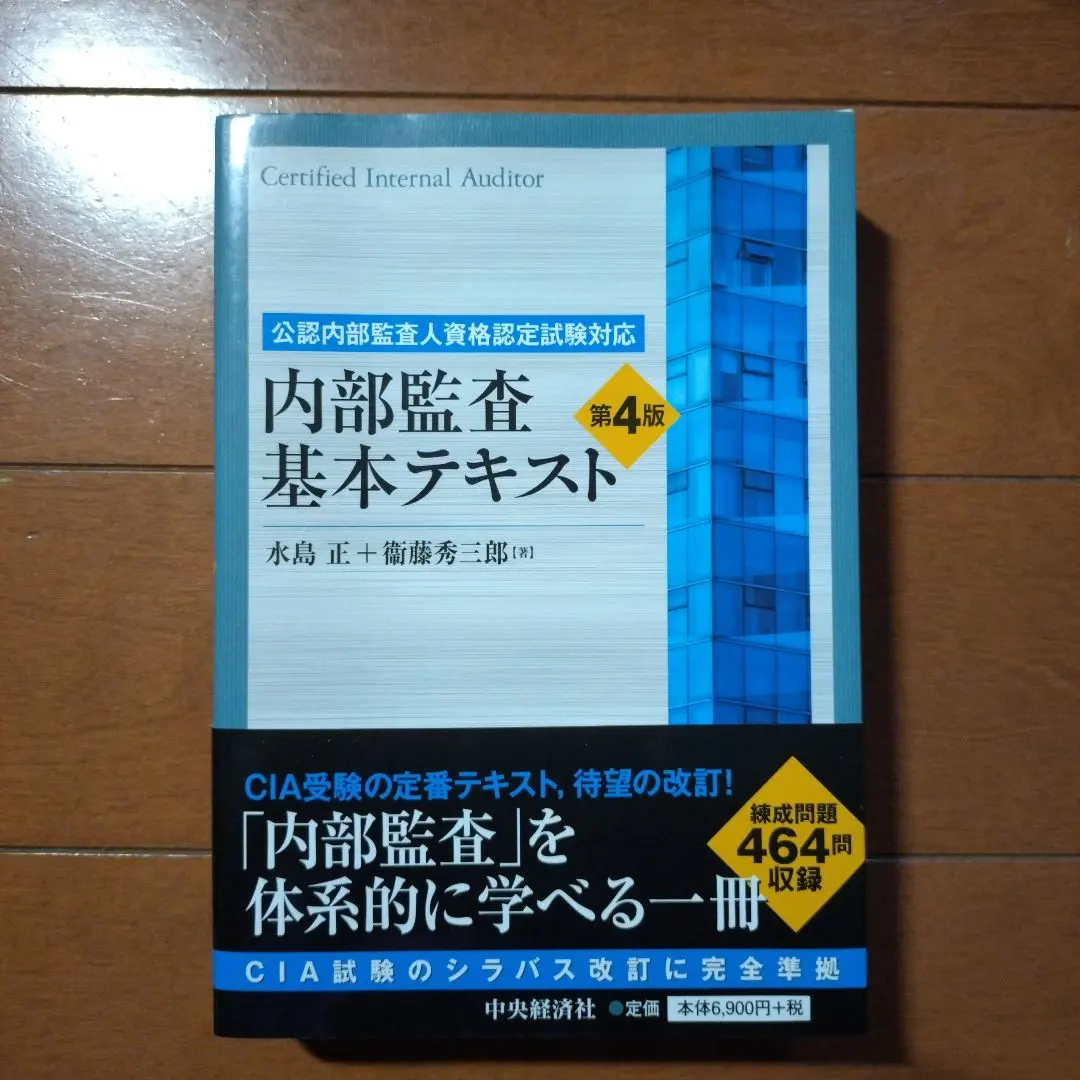 Certified Internal Auditor
公認内部監査人資格認定試験対応
内部監査
基本テキスト
第4版
水島 正＋衞藤秀三郎【著】
CIA受験の定番テキスト,待望の改訂!
「内部監査」を
体系的に学べる一冊
練成問題
464問
収録
CIA試験のシラバス改訂に完全準拠
中央経済社 ●定価 本体6,900円+税